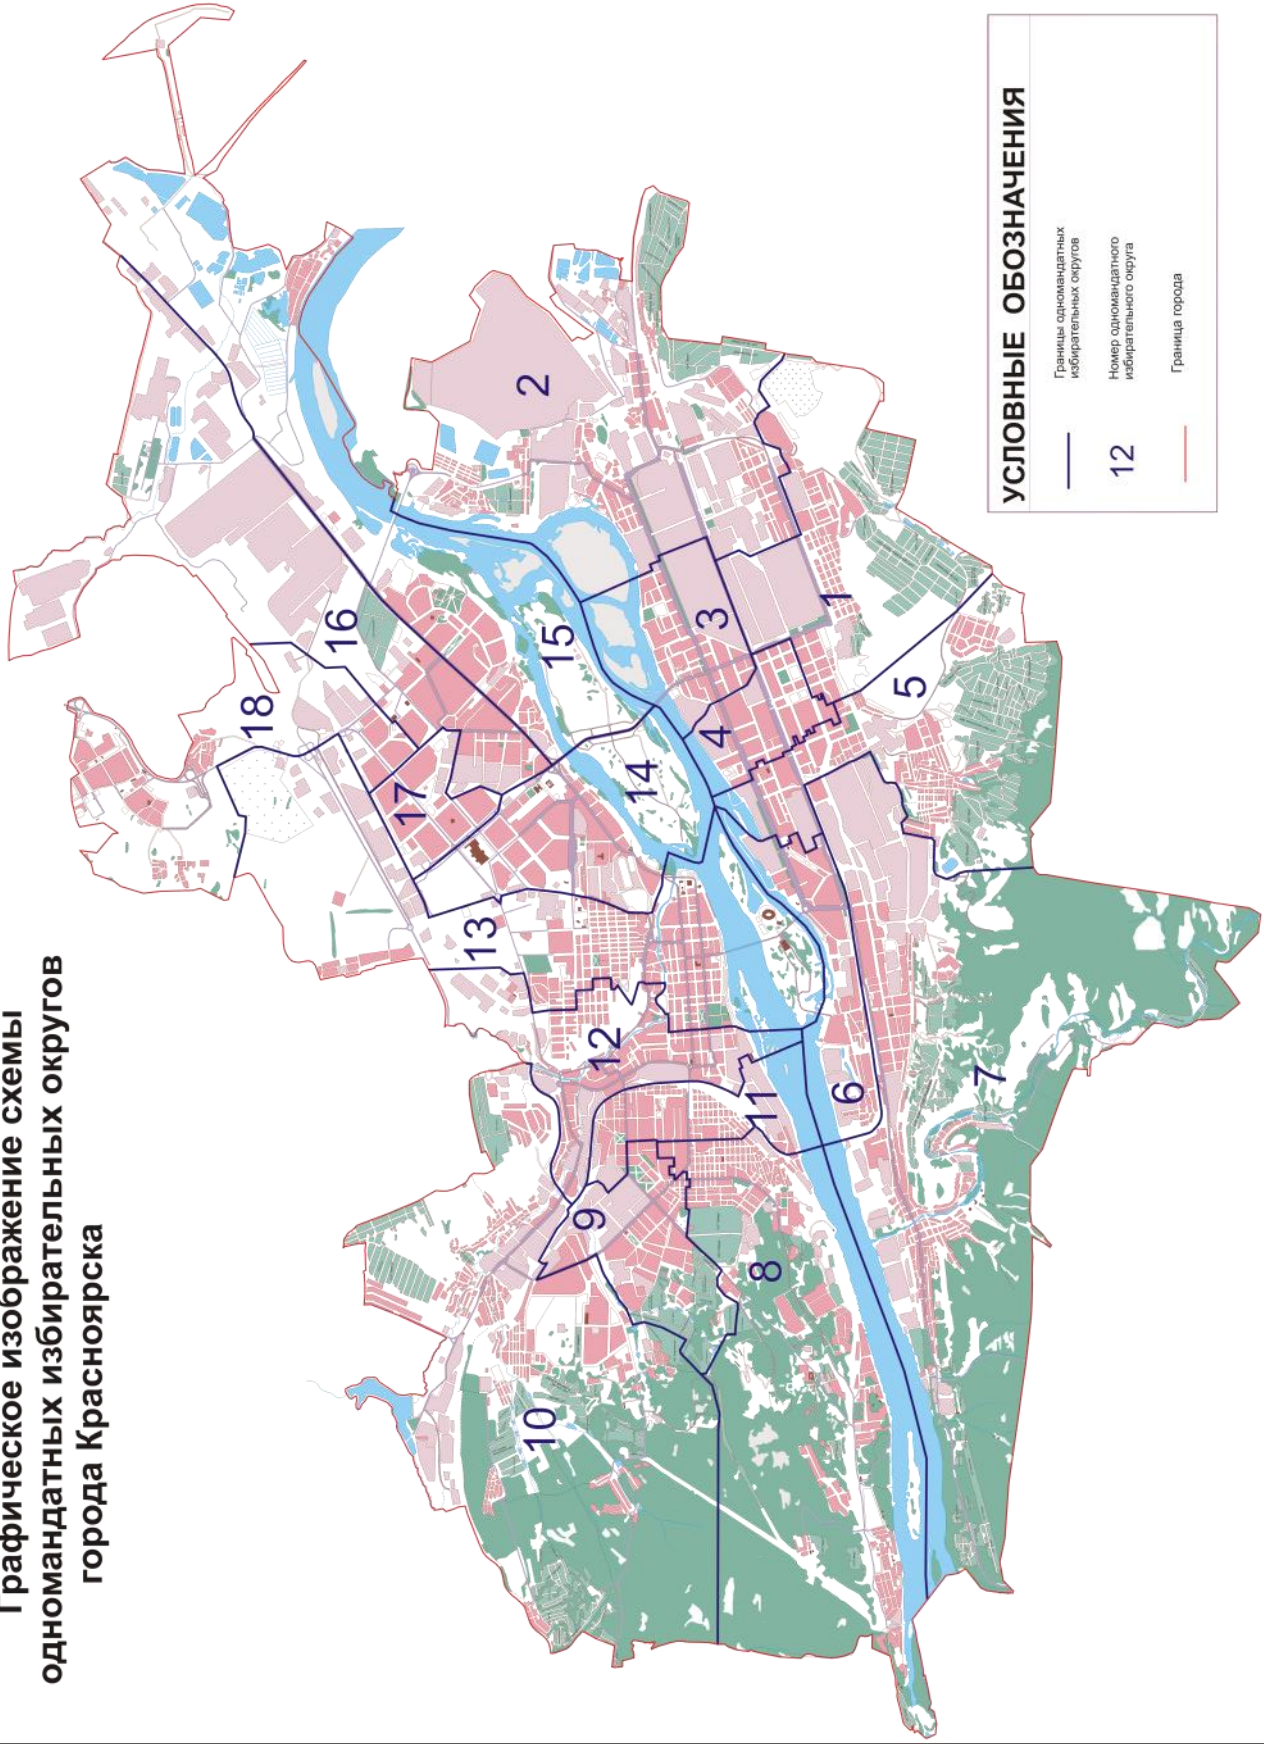 Графическое изображение схемы
одномандатных избирательных округов
города Красноярска
18
16
17
13
15
14
2
3
4
1
5
12
11
9
10
8
6
7
УСЛОВНЫЕ ОБОЗНАЧЕНИЯ
Границы одномандатных
избирательных округов
12
Номер одномандатного
избирательного округа
Граница города